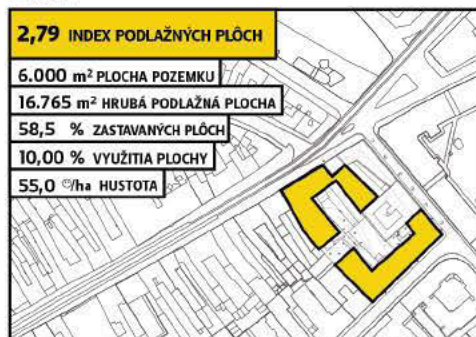 2,79 INDEX PODLAŽNÝCH PLÔCH
6.000 m² PLOCHA POZEMKU
16.765 m² HRUBÁ PODLAŽNÁ PLOCHA
58,5 % ZASTAVANÝCH PLÔCH
10,00 % VYUŽITIA PLOCHY
55,0 ☺/ha HUSTOTA